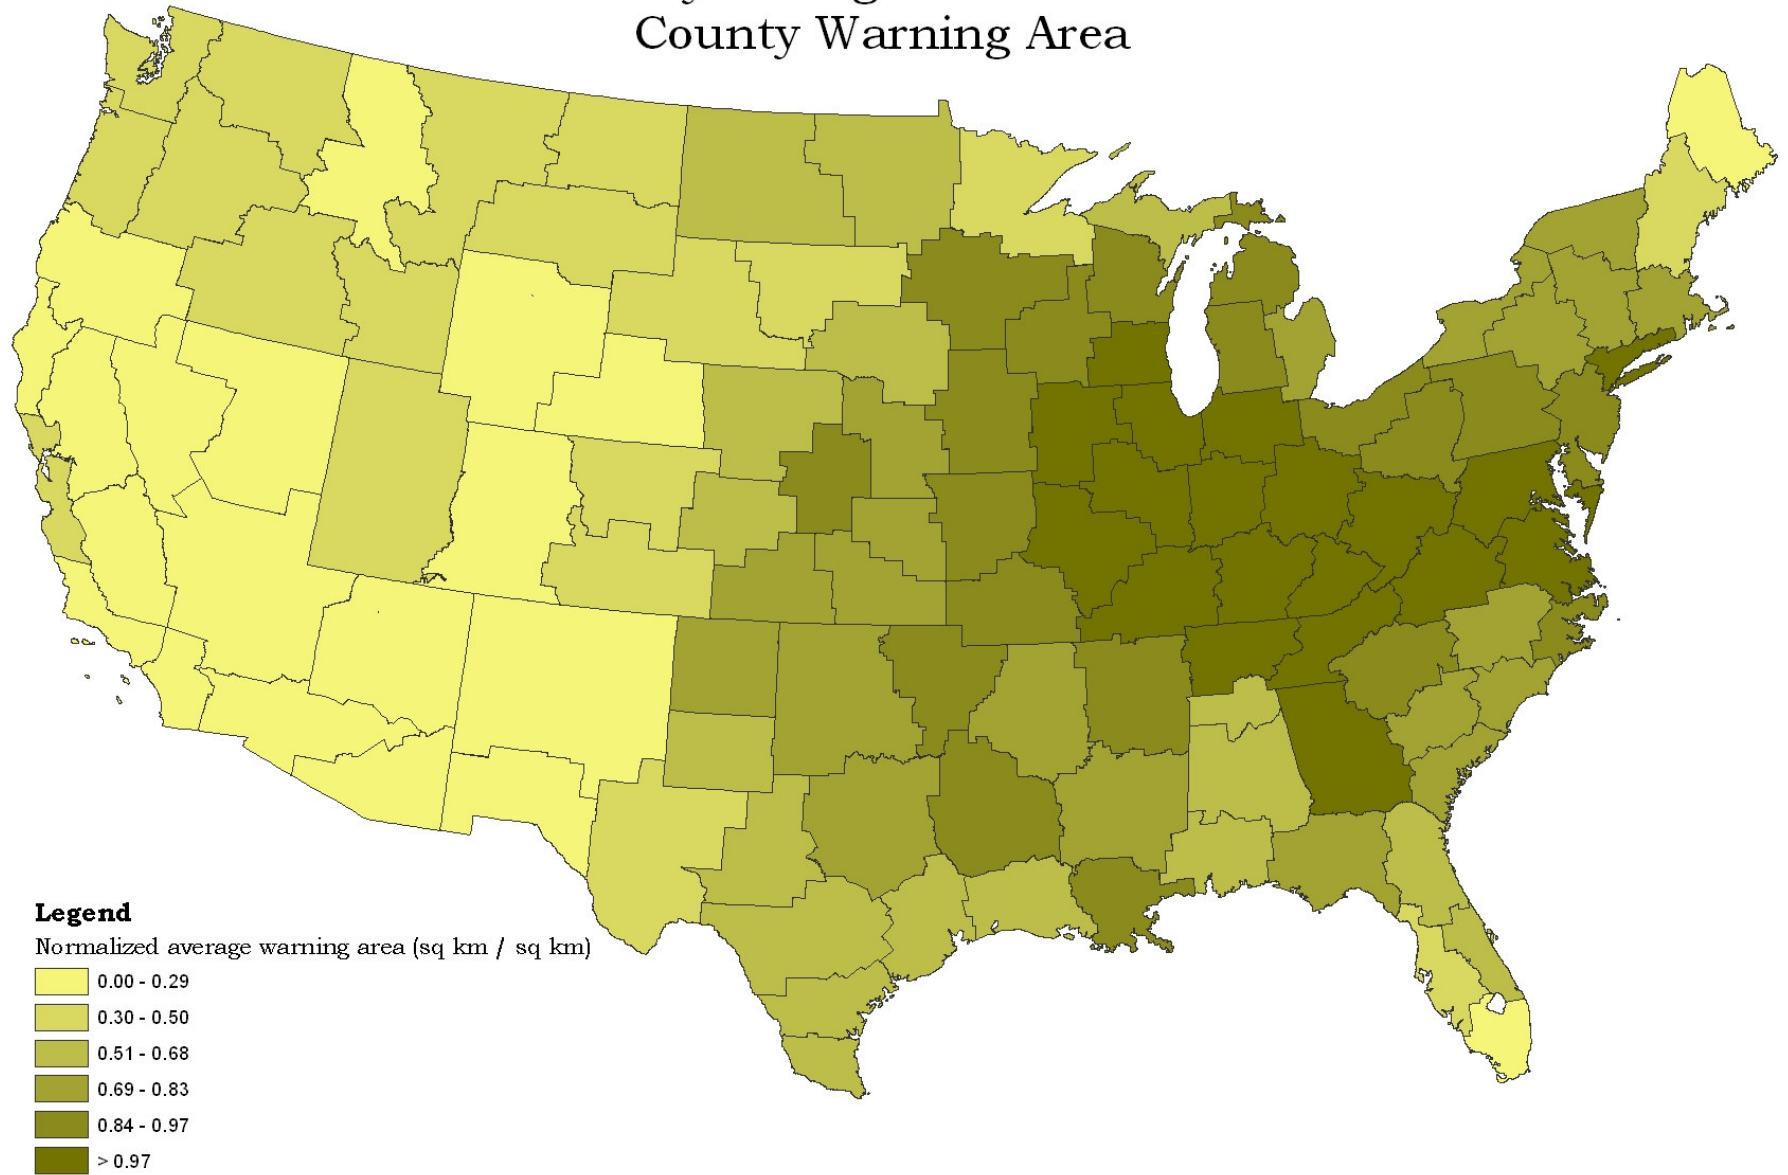 County Warning Area
Legend
Normalized average warning area (sq km / sq km)
0.00 - 0.29
0.30 - 0.50
0.51 - 0.68
0.69 - 0.83
0.84 - 0.97
> 0.97